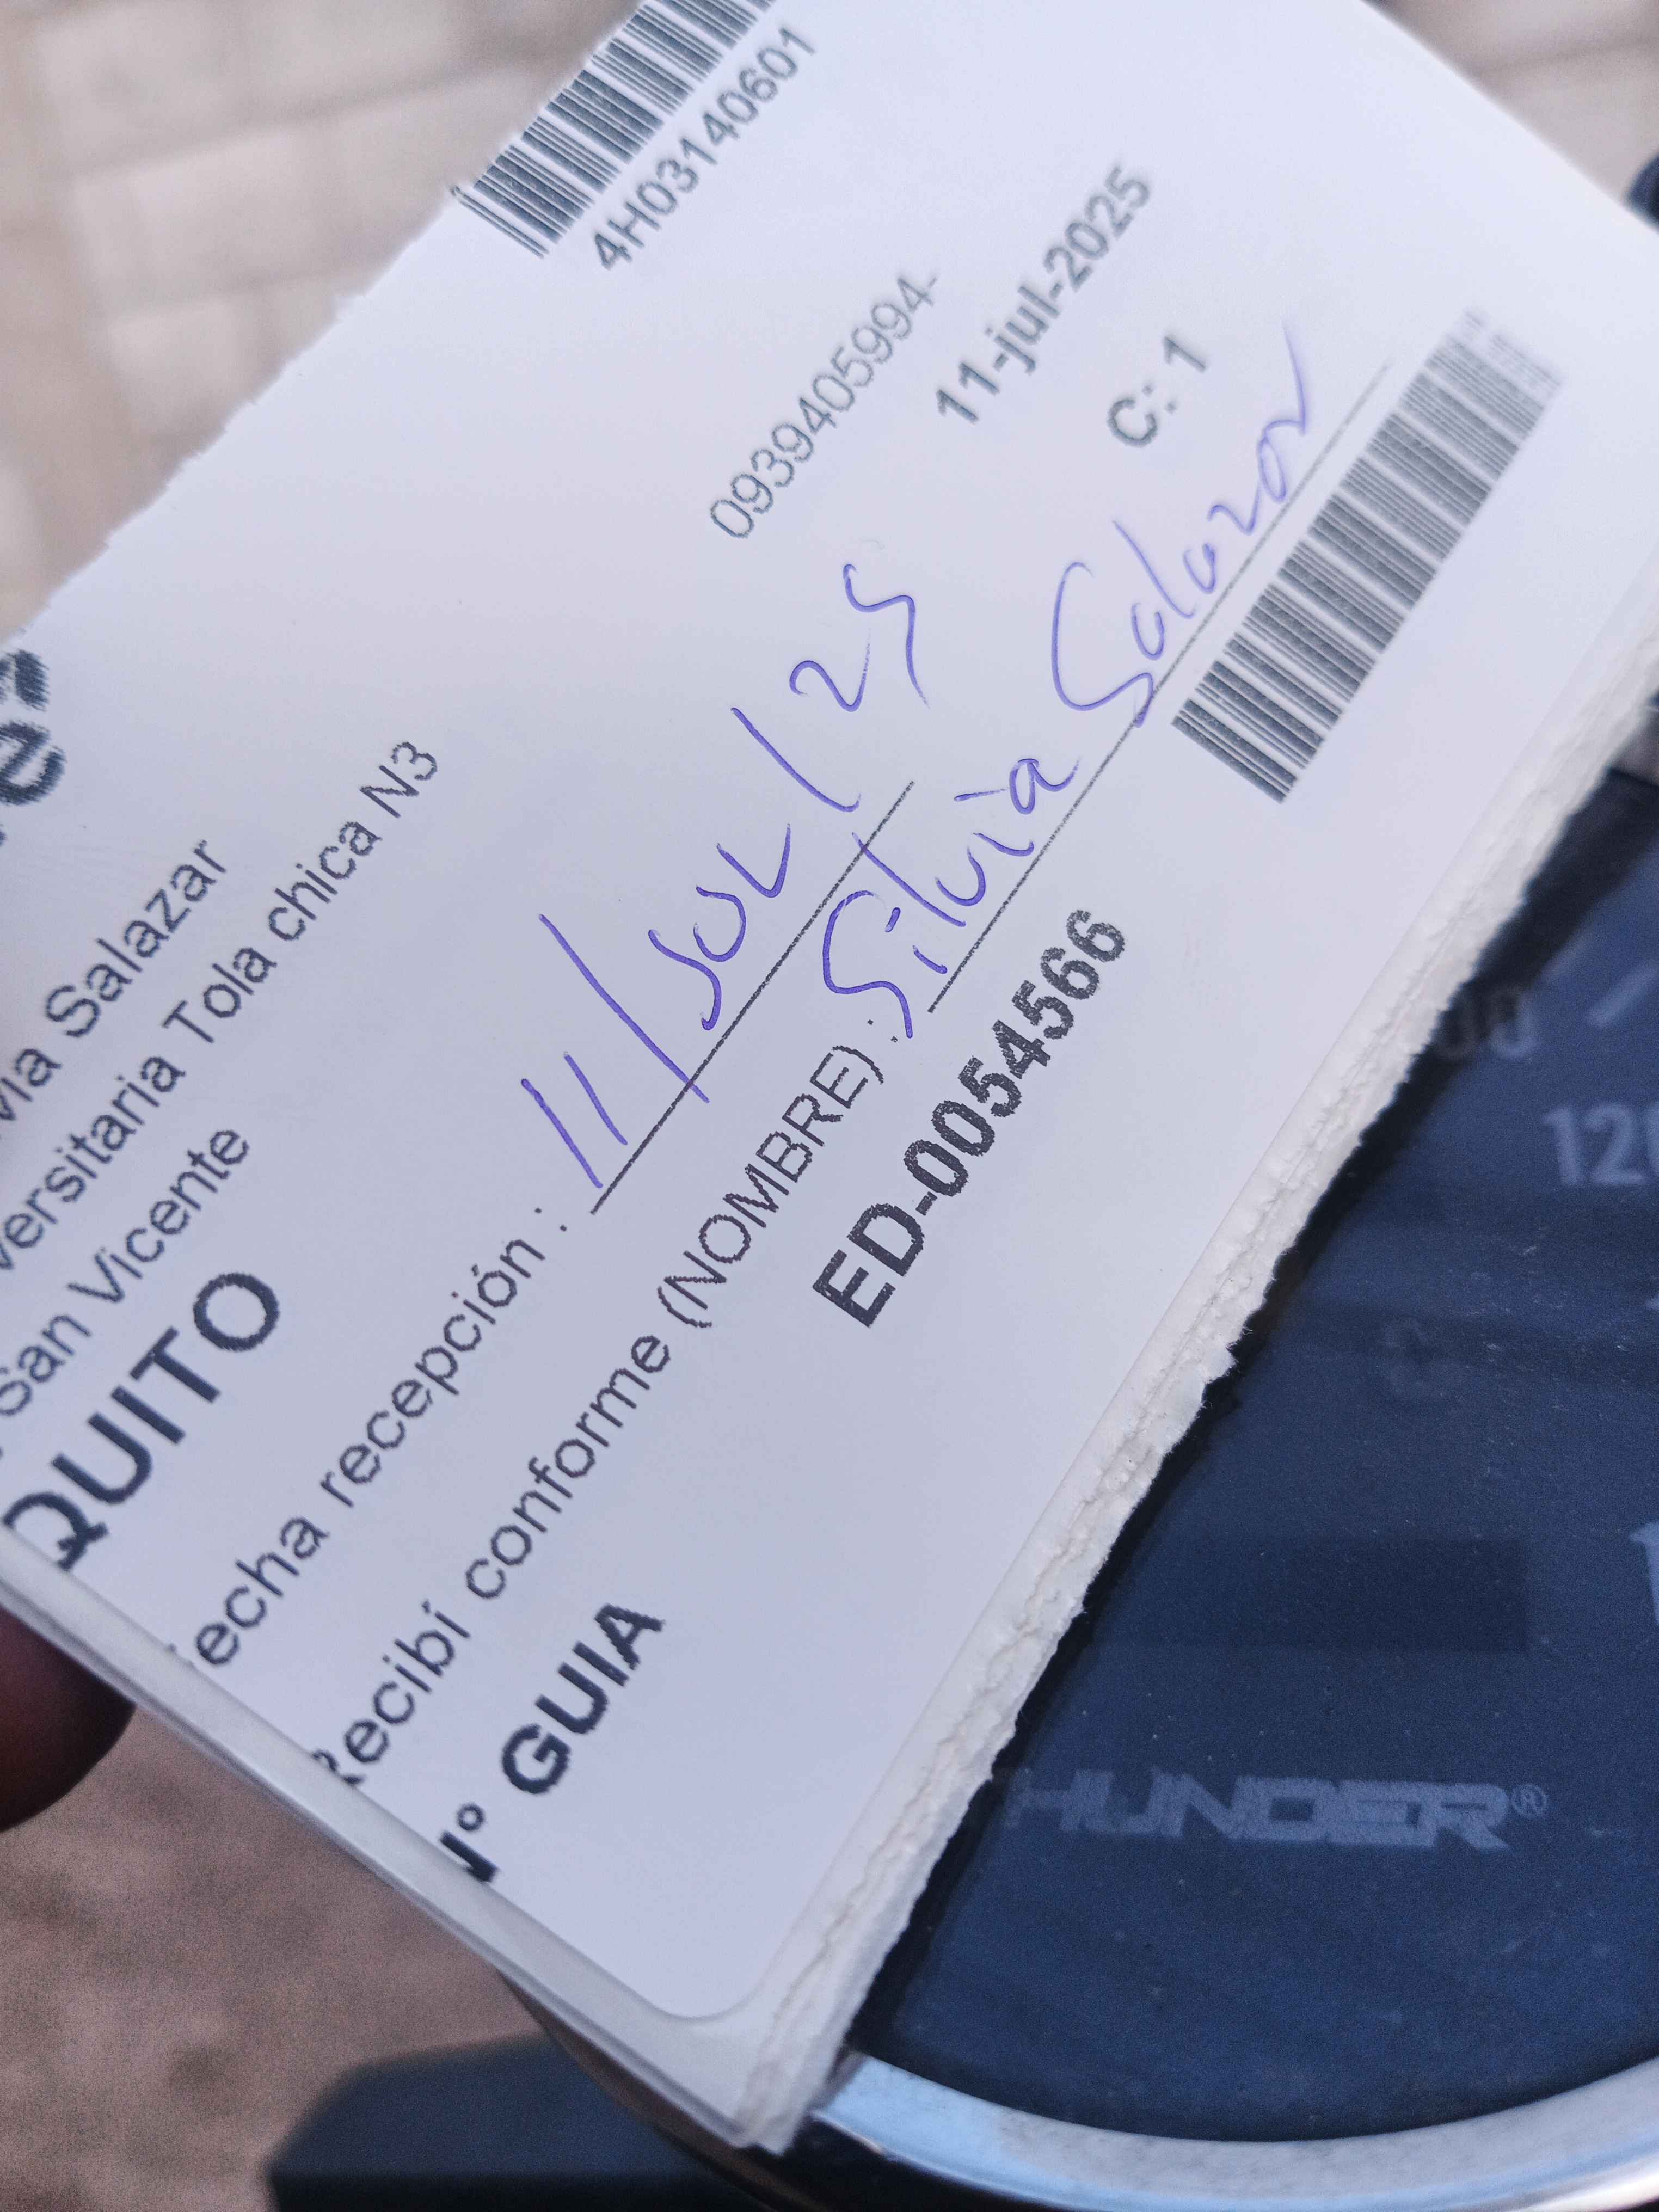 4H03140601
via Salazar
versitaria Tola chica N3
0939405994-
San Vicente
QUITO
11-jul-2025
echa recepción : 11/JUL/25
C: 1
Recibí conforme (NOMBRE) : Silvia Salazar
N° GUIA
ED-0054566
120
HUNDER®